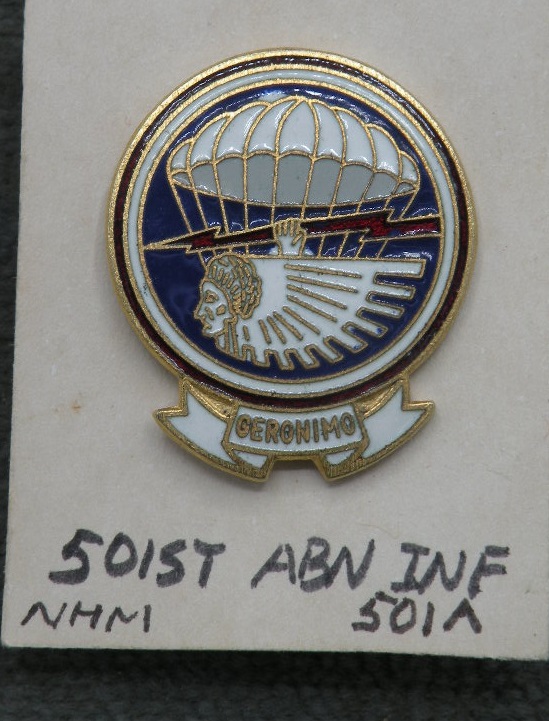 GERONIMO
501ST ABN INF
NHM 501A